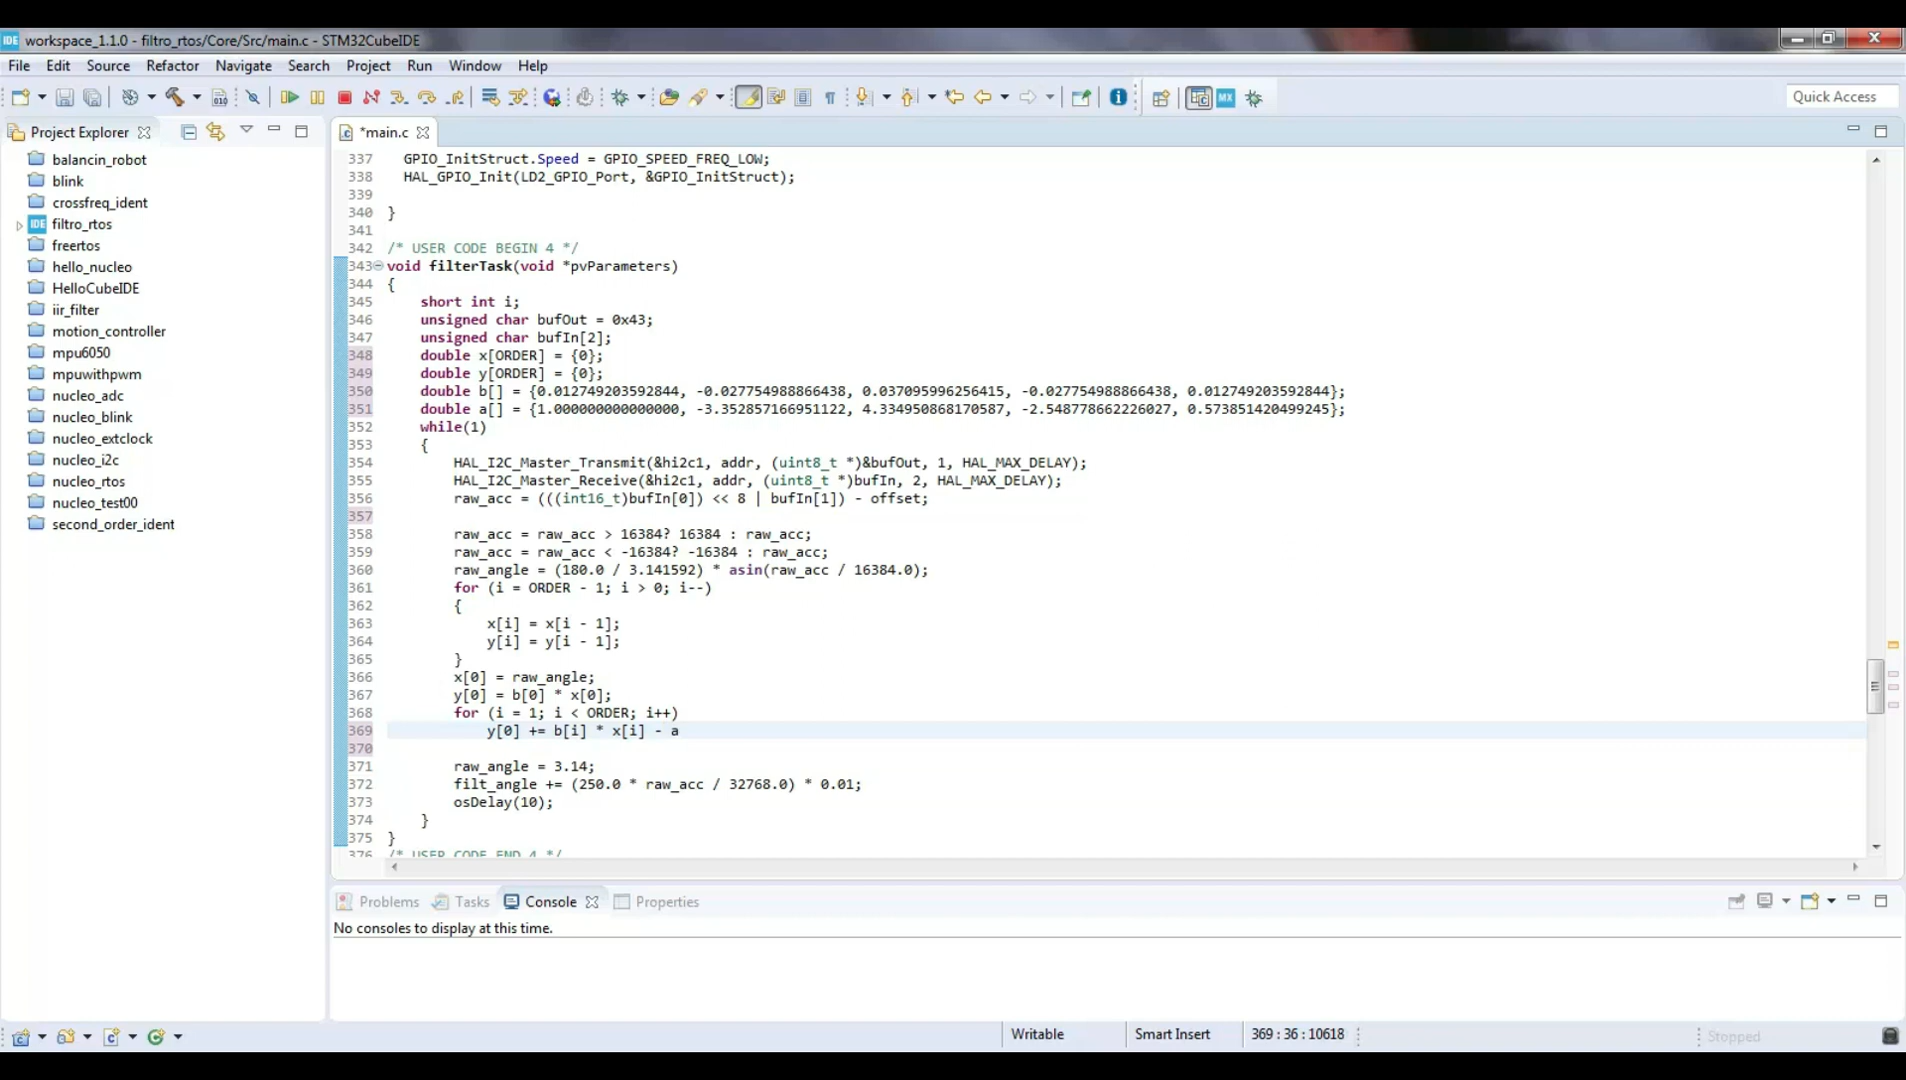 workspace_1.1.0 - filtro_rtos/Core/Src/main.c - STM32CubeIDE
File Edit Source Refactor Navigate Search Project Run Window Help
Quick Access
Project Explorer
balancin_robot
blink
crossfreq_ident
filtro_rtos
freertos
hello_nucleo
HelloCubeIDE
iir_filter
motion_controller
mpu6050
mpuwithpwm
nucleo_adc
nucleo_blink
nucleo_extclock
nucleo_i2c
nucleo_rtos
nucleo_test00
second_order_ident
*main.c
337 GPIO_InitStruct.Speed = GPIO_SPEED_FREQ_LOW;
338 HAL_GPIO_Init(LD2_GPIO_Port, &GPIO_InitStruct);
339
340 }
341
342 /* USER CODE BEGIN 4 */
343 void filterTask(void *pvParameters)
344 {
345 short int i;
346 unsigned char bufOut = 0x43;
347 unsigned char bufIn[2];
348 double x[ORDER] = {0};
349 double y[ORDER] = {0};
350 double b[] = {0.012749203592844, -0.027754988866438, 0.037095996256415, -0.027754988866438, 0.012749203592844};
351 double a[] = {1.000000000000000, -3.352857166951122, 4.334950868170587, -2.548778662226027, 0.573851420499245};
352 while(1)
353 {
354 HAL_I2C_Master_Transmit(&hi2c1, addr, (uint8_t *)&bufOut, 1, HAL_MAX_DELAY);
355 HAL_I2C_Master_Receive(&hi2c1, addr, (uint8_t *)bufIn, 2, HAL_MAX_DELAY);
356 raw_acc = (((int16_t)bufIn[0]) << 8 | bufIn[1]) - offset;
357
358 raw_acc = raw_acc > 16384? 16384 : raw_acc;
359 raw_acc = raw_acc < -16384? -16384 : raw_acc;
360 raw_angle = (180.0 / 3.141592) * asin(raw_acc / 16384.0);
361 for (i = ORDER - 1; i > 0; i--)
362 {
363 x[i] = x[i - 1];
364 y[i] = y[i - 1];
365 }
366 x[0] = raw_angle;
367 y[0] = b[0] * x[0];
368 for (i = 1; i < ORDER; i++)
369 y[0] += b[i] * x[i] - a
370
371 raw_angle = 3.14;
372 filt_angle += (250.0 * raw_acc / 32768.0) * 0.01;
373 osDelay(10);
374 }
375 }
376 /* USER CODE END 4 */
Problems Tasks Console Properties
No consoles to display at this time.
Writable Smart Insert 369 : 36 : 10618 Stopped